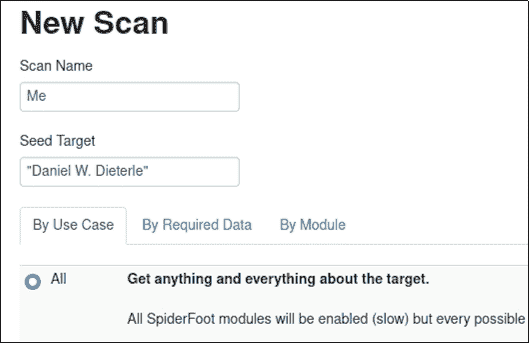 New Scan
Scan Name
Me
Seed Target
"Daniel W. Dieterle"
By Use Case By Required Data By Module
All Get anything and everything about the target.
All SpiderFoot modules will be enabled (slow) but every possible